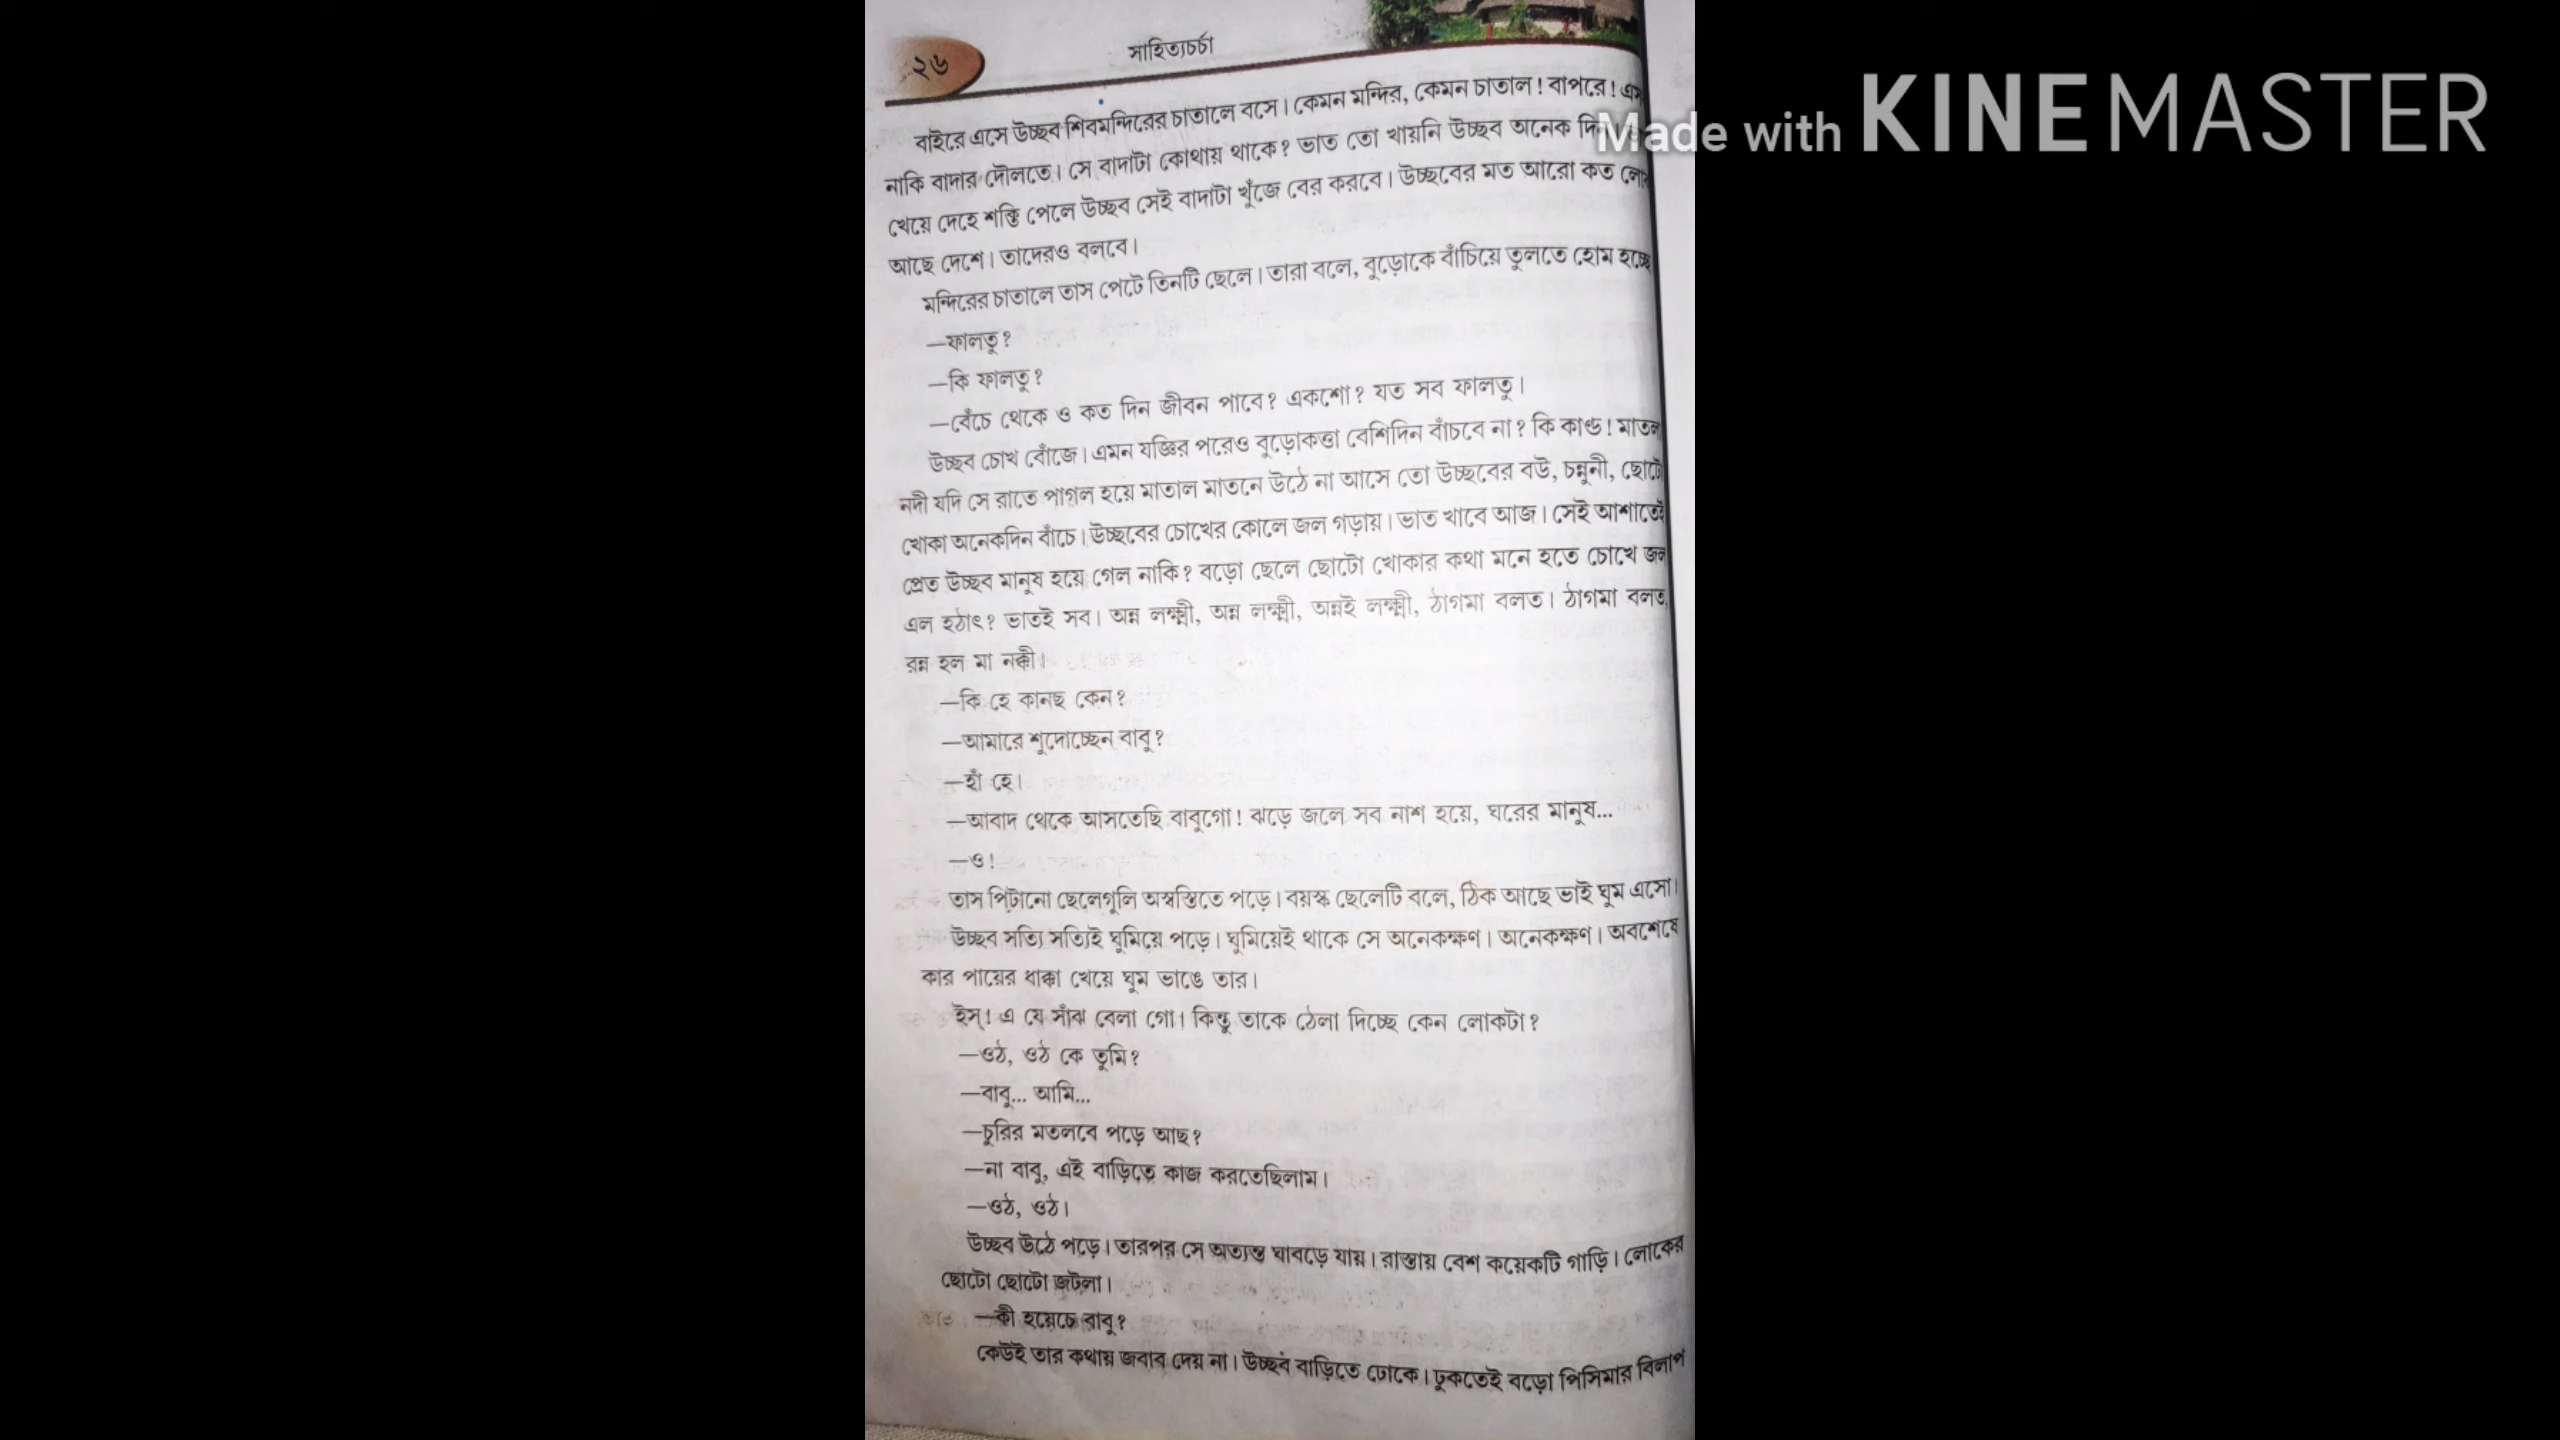 ২৬
সাহিত্যচর্চা
Made with KINEMASTER
বাইরে এসে উচ্ছব শিবমন্দিরের চাতালে বসে। কেমন মন্দির, কেমন চাতাল! বাপরে!
নাকি বাদার দৌলতে। সে বাদাটা কোথায় থাকে? ভাত তো খায়নি উচ্ছব অনেক
খেয়ে দেহে শক্তি পেলে উচ্ছব সেই বাদাটা খুঁজে বের করবে। উচ্ছবের মত আরো কত
আছে দেশে। তাদেরও বলবে।
মন্দিরের চাতালে তাস পেটে তিনটি ছেলে। তারা বলে, বুড়োকে বাঁচিয়ে তুলতে হোম হচ্ছে
—ফালতু?
—কি ফালতু?
—বেঁচে থেকে ও কত দিন জীবন পাবে? একশো? যত সব ফালতু।
উচ্ছব চোখ বোঁজে। এমন যজ্ঞির পরেও বুড়োকত্তা বেশিদিন বাঁচবে না? কি কাণ্ড! মাতল
নদী যদি সে রাতে পাগল হয়ে মাতাল মাতনে উঠে না আসে তো উচ্ছবের বউ, চন্নুনী, ছোটো
খোকা অনেকদিন বাঁচে। উচ্ছবের চোখের কোলে জল গড়ায়। ভাত খাবে আজ। সেই আশাতেই
প্রেত উচ্ছব মানুষ হয়ে গেল নাকি? বড়ো ছেলে ছোটো খোকার কথা মনে হতে চোখে জল
এল হঠাৎ? ভাতই সব। অন্ন লক্ষ্মী, অন্ন লক্ষ্মী, অন্নই লক্ষ্মী, ঠাগমা বলত। ঠাগমা বলত,
রন্ন হল মা নক্কী।
—কি হে কানছ কেন?
—আমারে শুদোচ্ছেন বাবু?
—হাঁ হে।
—আবাদ থেকে আসতেছি বাবুগো! ঝড়ে জলে সব নাশ হয়ে, ঘরের মানুষ...
—ও!
তাস পিটানো ছেলেগুলি অস্বস্তিতে পড়ে। বয়স্ক ছেলেটি বলে, ঠিক আছে ভাই ঘুম এসো।
উচ্ছব সত্যি সত্যিই ঘুমিয়ে পড়ে। ঘুমিয়েই থাকে সে অনেকক্ষণ। অনেকক্ষণ। অবশেষে
কার পায়ের ধাক্কা খেয়ে ঘুম ভাঙে তার।
ইস্! এ যে সাঁঝ বেলা গো। কিন্তু তাকে ঠেলা দিচ্ছে কেন লোকটা?
—ওঠ, ওঠ কে তুমি?
—বাবু... আমি...
—চুরির মতলবে পড়ে আছ?
—না বাবু, এই বাড়িতে কাজ করতেছিলাম।
—ওঠ, ওঠ।
উচ্ছব উঠে পড়ে। তারপর সে অত্যন্ত ঘাবড়ে যায়। রাস্তায় বেশ কয়েকটি গাড়ি। লোকের
ছোটো ছোটো জটলা।
—কী হয়েচে বাবু?
কেউই তার কথায় জবাব দেয় না। উচ্ছব বাড়িতে ঢোকে। ঢুকতেই বড়ো পিসিমার বিলাপ